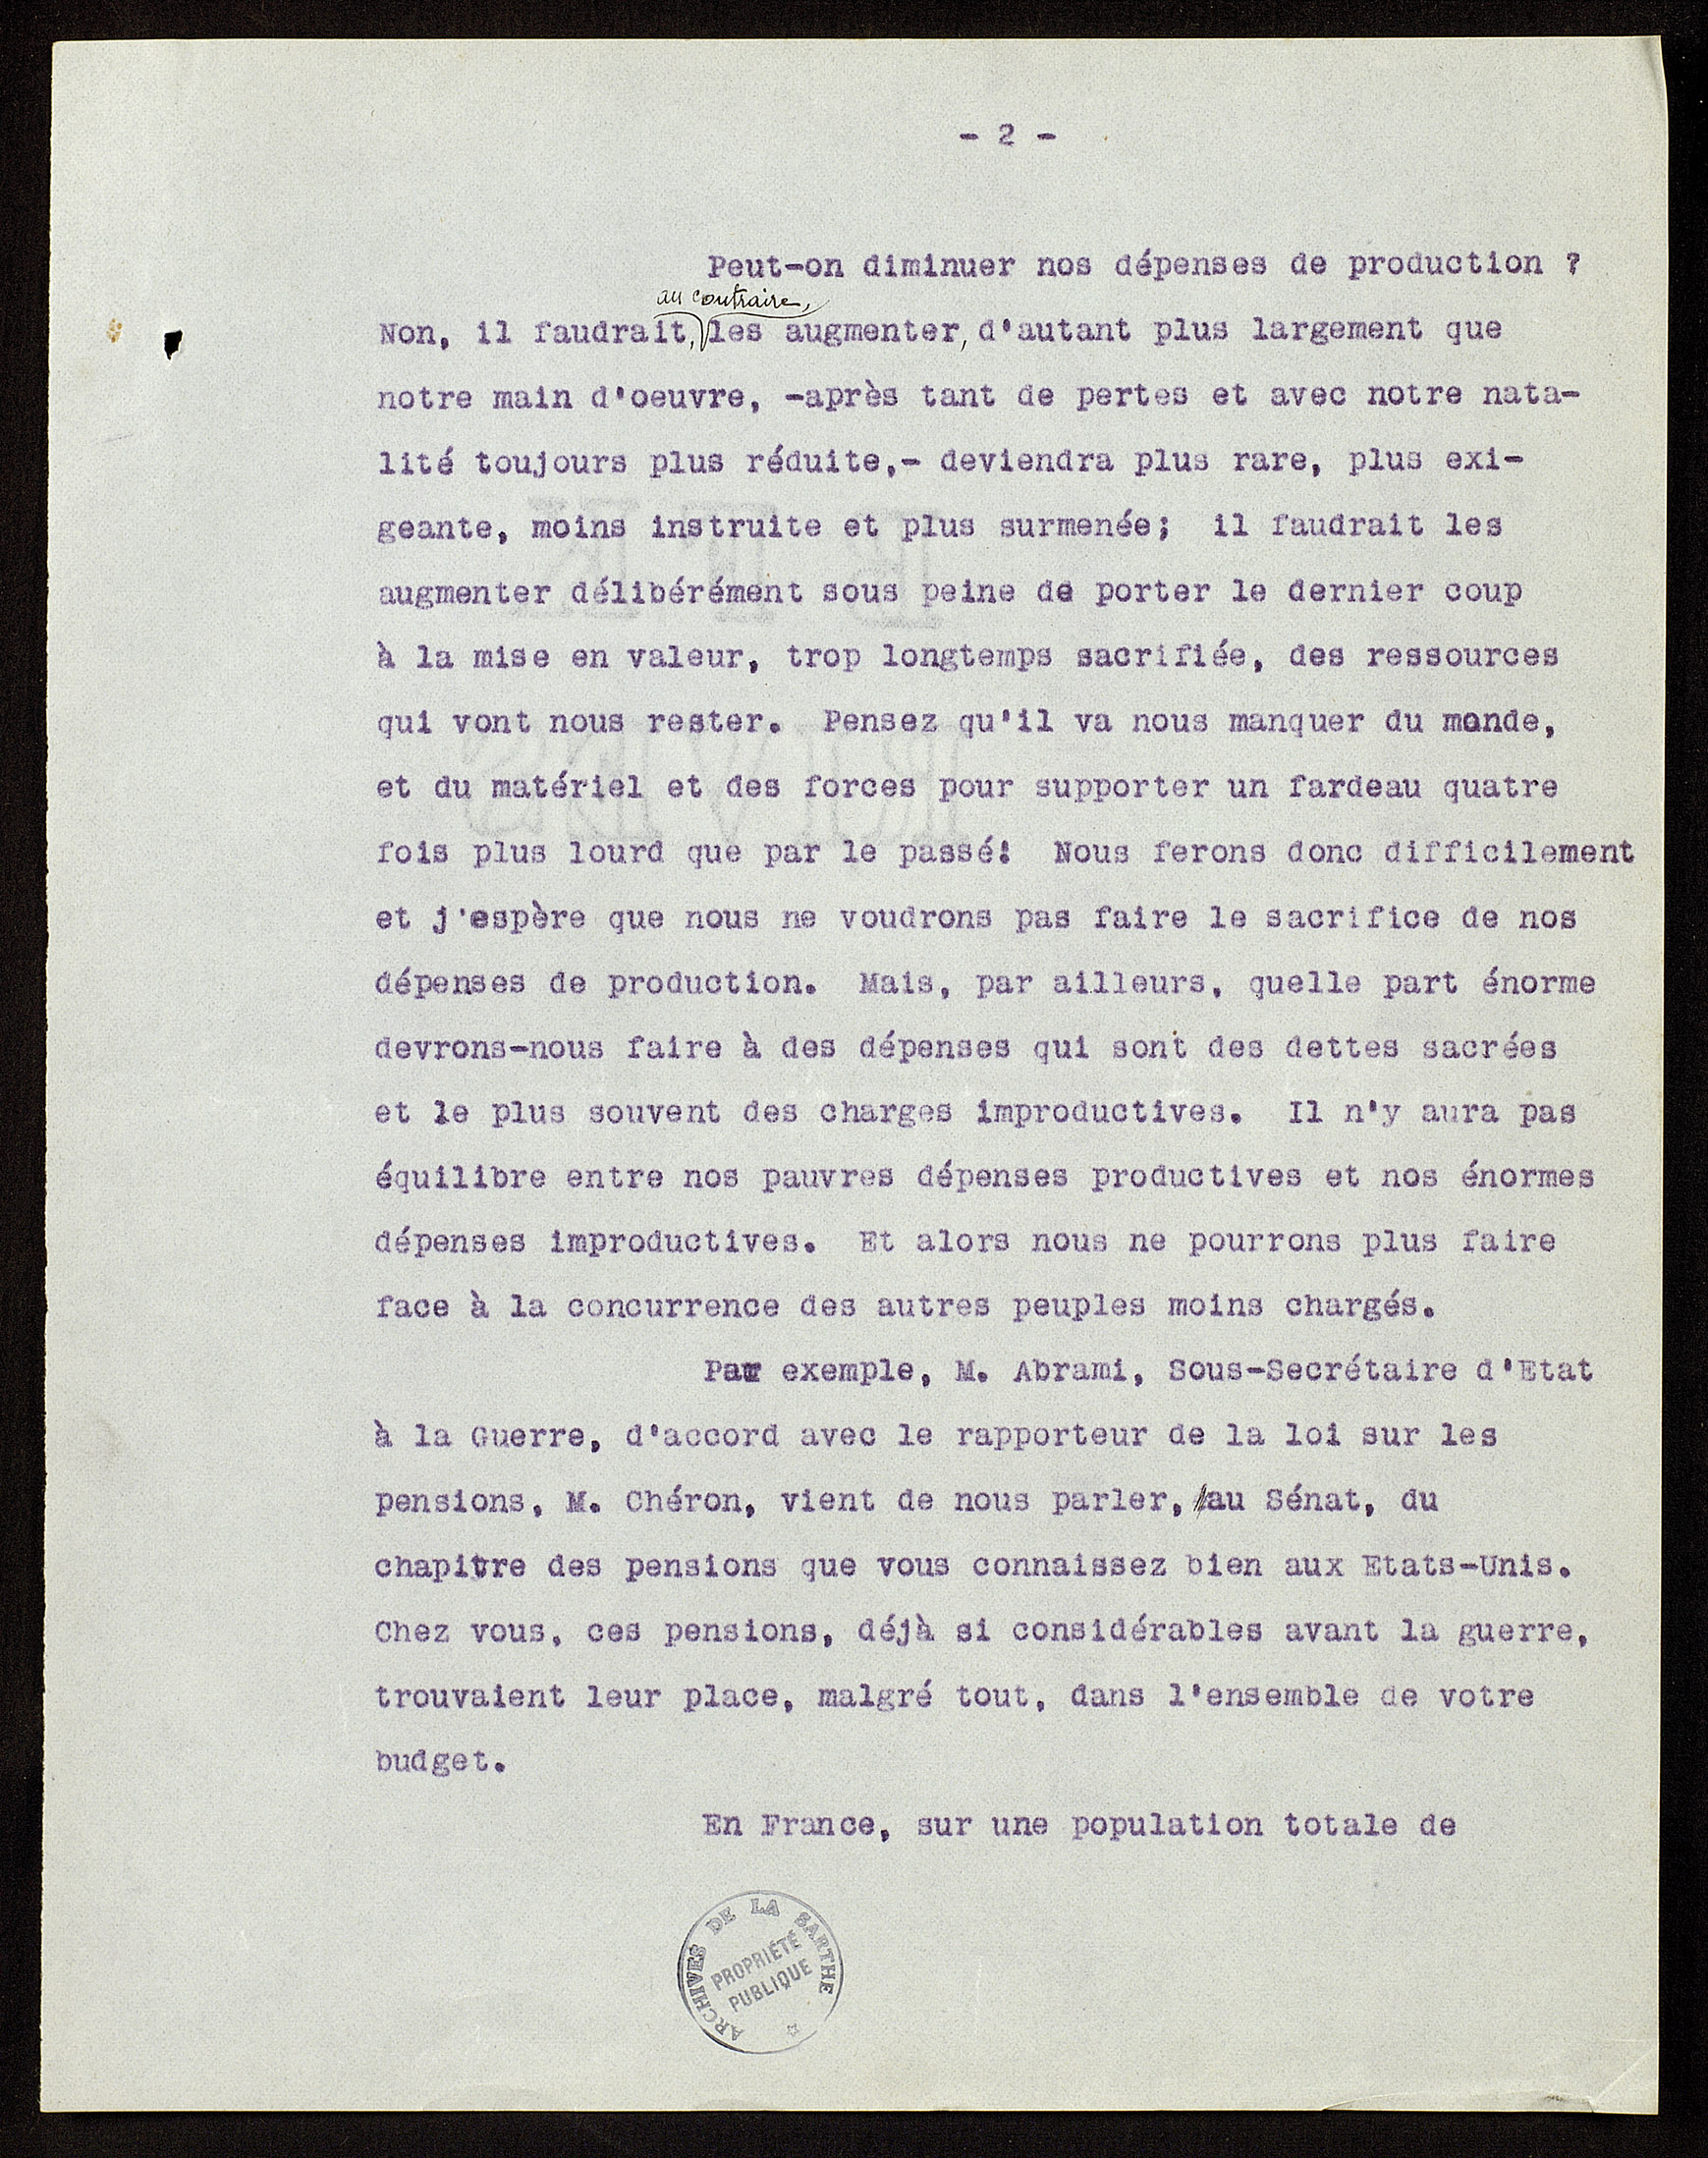 - 2 -
Peut-on diminuer nos dépenses de production ?
au contraire,
Non, il faudrait, les augmenter, d'autant plus largement que
notre main d'oeuvre, -après tant de pertes et avec notre nata-
lité toujours plus réduite,- deviendra plus rare, plus exi-
geante, moins instruite et plus surmenée; il faudrait les
augmenter délibérément sous peine de porter le dernier coup
à la mise en valeur, trop longtemps sacrifiée, des ressources
qui vont nous rester. Pensez qu'il va nous manquer du monde,
et du matériel et des forces pour supporter un fardeau quatre
fois plus lourd que par le passé! Nous ferons donc difficilement
et j'espère que nous ne voudrons pas faire le sacrifice de nos
dépenses de production. Mais, par ailleurs, quelle part énorme
devrons-nous faire à des dépenses qui sont des dettes sacrées
et le plus souvent des charges improductives. Il n'y aura pas
équilibre entre nos pauvres dépenses productives et nos énormes
dépenses improductives. Et alors nous ne pourrons plus faire
face à la concurrence des autres peuples moins chargés.
Par exemple, M. Abrami, Sous-Secrétaire d'Etat
à la Guerre, d'accord avec le rapporteur de la loi sur les
pensions, M. Chéron, vient de nous parler, au Sénat, du
chapitre des pensions que vous connaissez bien aux Etats-Unis.
Chez vous, ces pensions, déjà si considérables avant la guerre,
trouvaient leur place, malgré tout, dans l'ensemble de votre
budget.
En France, sur une population totale de
ARCHIVES DE LA SARTHE
PROPRIÉTÉ
PUBLIQUE